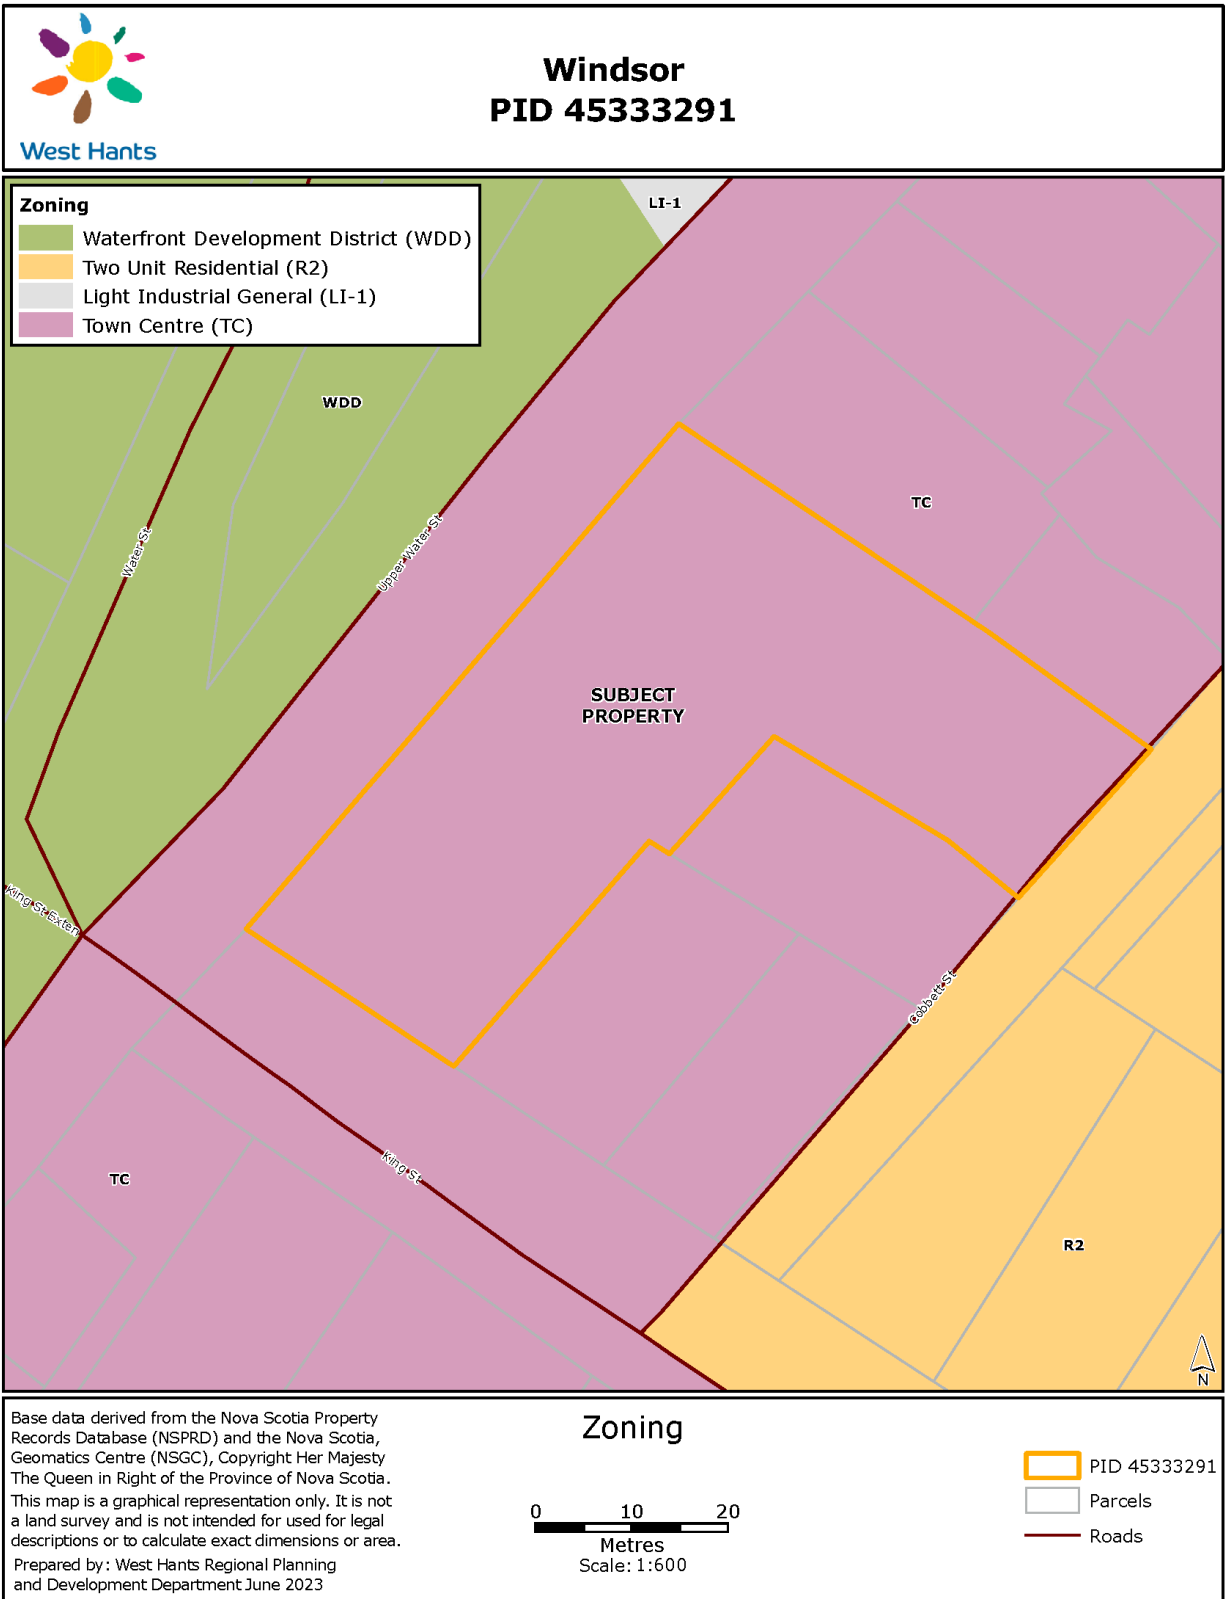 West Hants
Windsor
PID 45333291
Zoning
Waterfront Development District (WDD)
Two Unit Residential (R2)
Light Industrial General (LI-1)
Town Centre (TC)
LI-1
WDD
TC
Water St
Upper Water St
SUBJECT
PROPERTY
King St Exten
Cobbett St
King St
TC
R2
N
Base data derived from the Nova Scotia Property
Records Database (NSPRD) and the Nova Scotia,
Geomatics Centre (NSGC), Copyright Her Majesty
The Queen in Right of the Province of Nova Scotia.
This map is a graphical representation only. It is not
a land survey and is not intended for used for legal
descriptions or to calculate exact dimensions or area.
Prepared by: West Hants Regional Planning
and Development Department June 2023
Zoning
0 10 20
Metres
Scale: 1:600
PID 45333291
Parcels
Roads